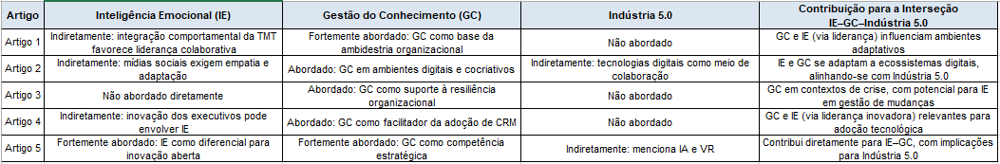 Artigo Inteligência Emocional (IE) Gestão do Conhecimento (GC) Indústria 5.0 Contribuição para a Interseção
IE–GC–Indústria 5.0
Artigo 1 Indiretamente: integração comportamental da TMT
favorece liderança colaborativa Fortemente abordado: GC como base da
ambidestria organizacional Não abordado GC e IE (via liderança) influenciam ambientes
adaptativos
Artigo 2 Indiretamente: mídias sociais exigem empatia e
adaptação Abordado: GC em ambientes digitais e cocriativos Indiretamente: tecnologias digitais como meio de
colaboração IE e GC se adaptam a ecossistemas digitais,
alinhando-se com Indústria 5.0
Artigo 3 Não abordado diretamente Abordado: GC como suporte à resiliência
organizacional Não abordado GC em contextos de crise, com potencial para IE
em gestão de mudanças
Artigo 4 Indiretamente: inovação dos executivos pode
envolver IE Abordado: GC como facilitador da adoção de CRM Não abordado GC e IE (via liderança inovadora) relevantes para
adoção tecnológica
Artigo 5 Fortemente abordado: IE como diferencial para
inovação aberta Fortemente abordado: GC como competência
estratégica Indiretamente: menciona IA e VR Contribui diretamente para IE–GC, com implicações
para Indústria 5.0